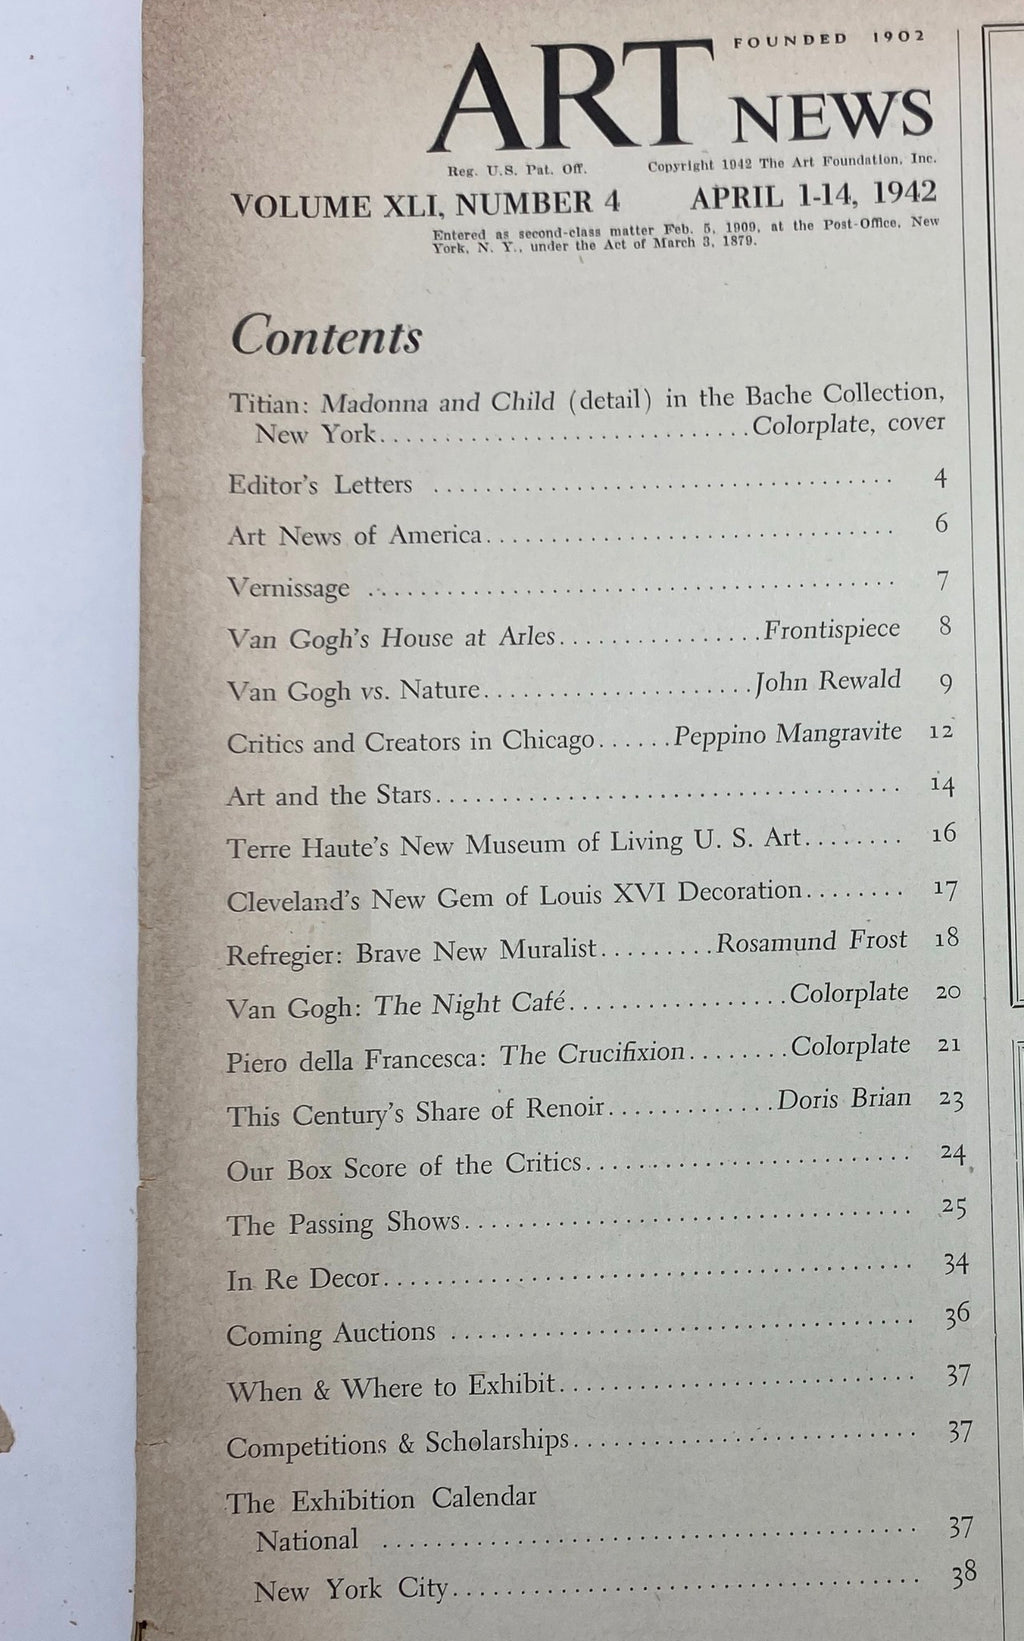 FOUNDED 1902
ART NEWS
Reg. U.S. Pat. Off. Copyright 1942 The Art Foundation, Inc.
VOLUME XLI, NUMBER 4 APRIL 1-14, 1942
Entered as second-class matter Feb. 5, 1909, at the Post-Office, New
York, N. Y., under the Act of March 3, 1879.
Contents
Titian: Madonna and Child (detail) in the Bache Collection,
New York............................Colorplate, cover
Editor's Letters ................................... 4
Art News of America............................... 6
Vernissage ........................................ 7
Van Gogh's House at Arles...............Frontispiece 8
Van Gogh vs. Nature....................John Rewald 9
Critics and Creators in Chicago......Peppino Mangravite 12
Art and the Stars................................... 14
Terre Haute's New Museum of Living U. S. Art........ 16
Cleveland's New Gem of Louis XVI Decoration........ 17
Refregier: Brave New Muralist.........Rosamund Frost 18
Van Gogh: The Night Café................Colorplate 20
Piero della Francesca: The Crucifixion........Colorplate 21
This Century's Share of Renoir.............Doris Brian 23
Our Box Score of the Critics......................... 24
The Passing Shows.................................. 25
In Re Decor........................................ 34
Coming Auctions ................................... 36
When & Where to Exhibit........................... 37
Competitions & Scholarships.......................... 37
The Exhibition Calendar
National ........................................ 37
New York City................................... 38